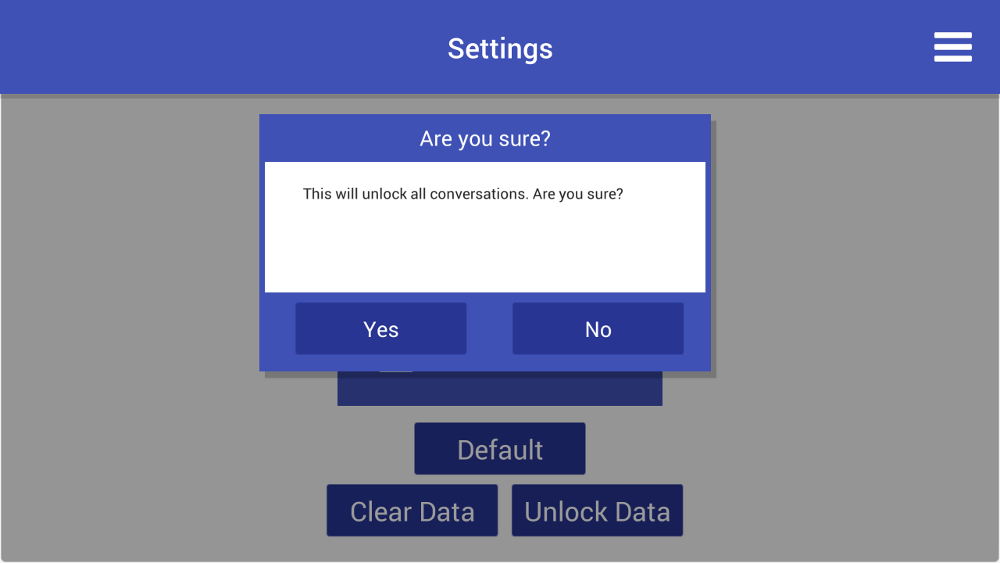 Settings
Are you sure?
This will unlock all conversations. Are you sure?
Yes
No
Default
Clear Data
Unlock Data